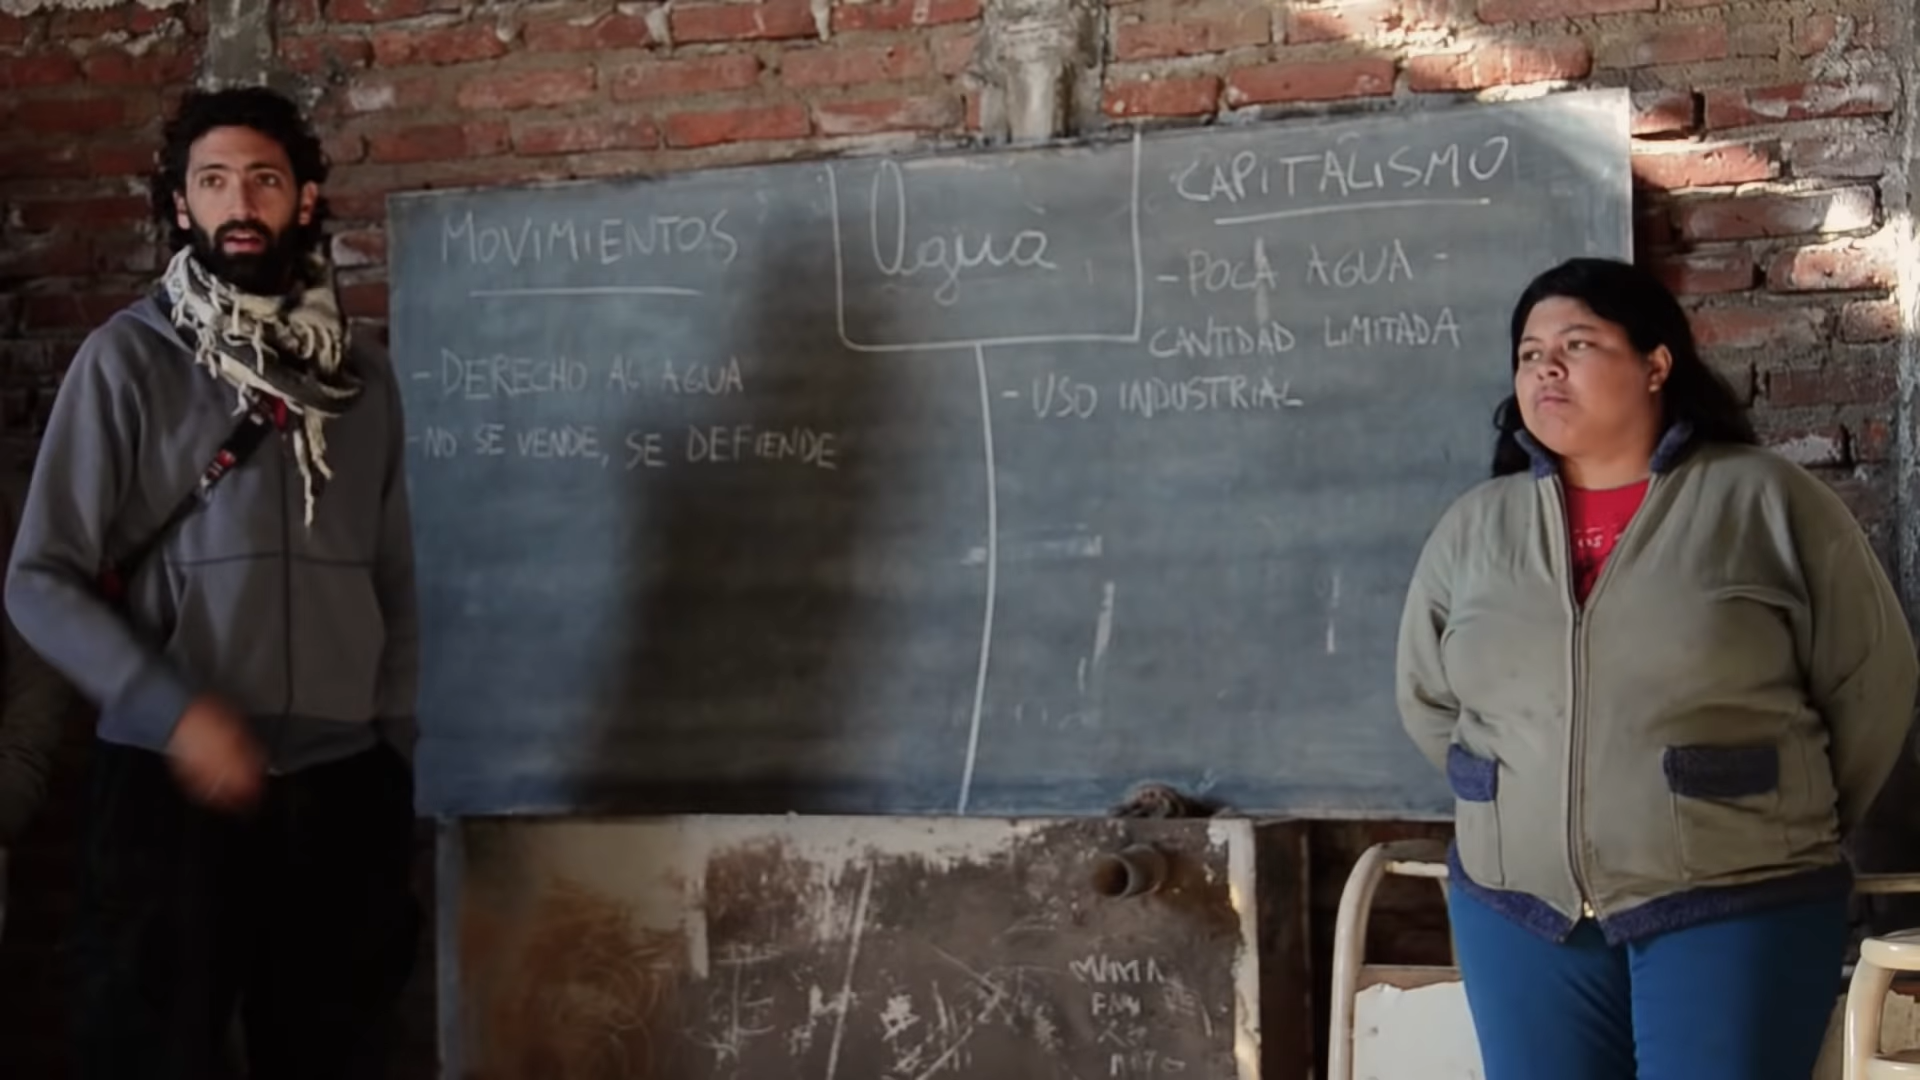 Agua
MOVIMIENTOS
- DERECHO AL AGUA
- NO SE VENDE, SE DEFIENDE
CAPITALISMO
- POCA AGUA -
CANTIDAD LIMITADA
- USO INDUSTRIAL